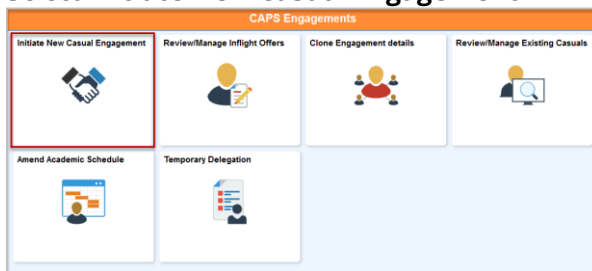 CAPS Engagements
Initiate New Casual Engagement
Review/Manage Inflight Offers
Clone Engagement details
Review/Manage Existing Casuals
Amend Academic Schedule
Temporary Delegation